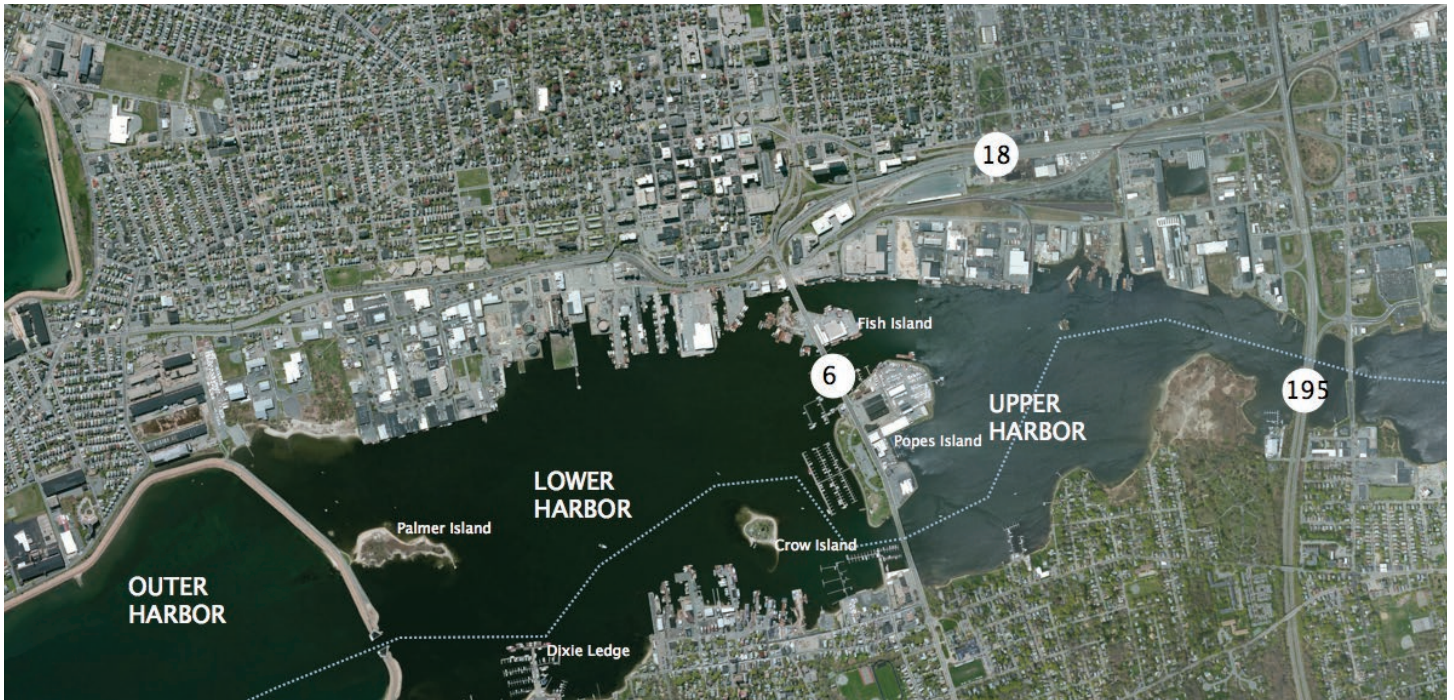 18
Fish Island
6
195
UPPER
HARBOR
Popes Island
LOWER
HARBOR
Palmer Island
Crow Island
OUTER
HARBOR
Dixie Ledge